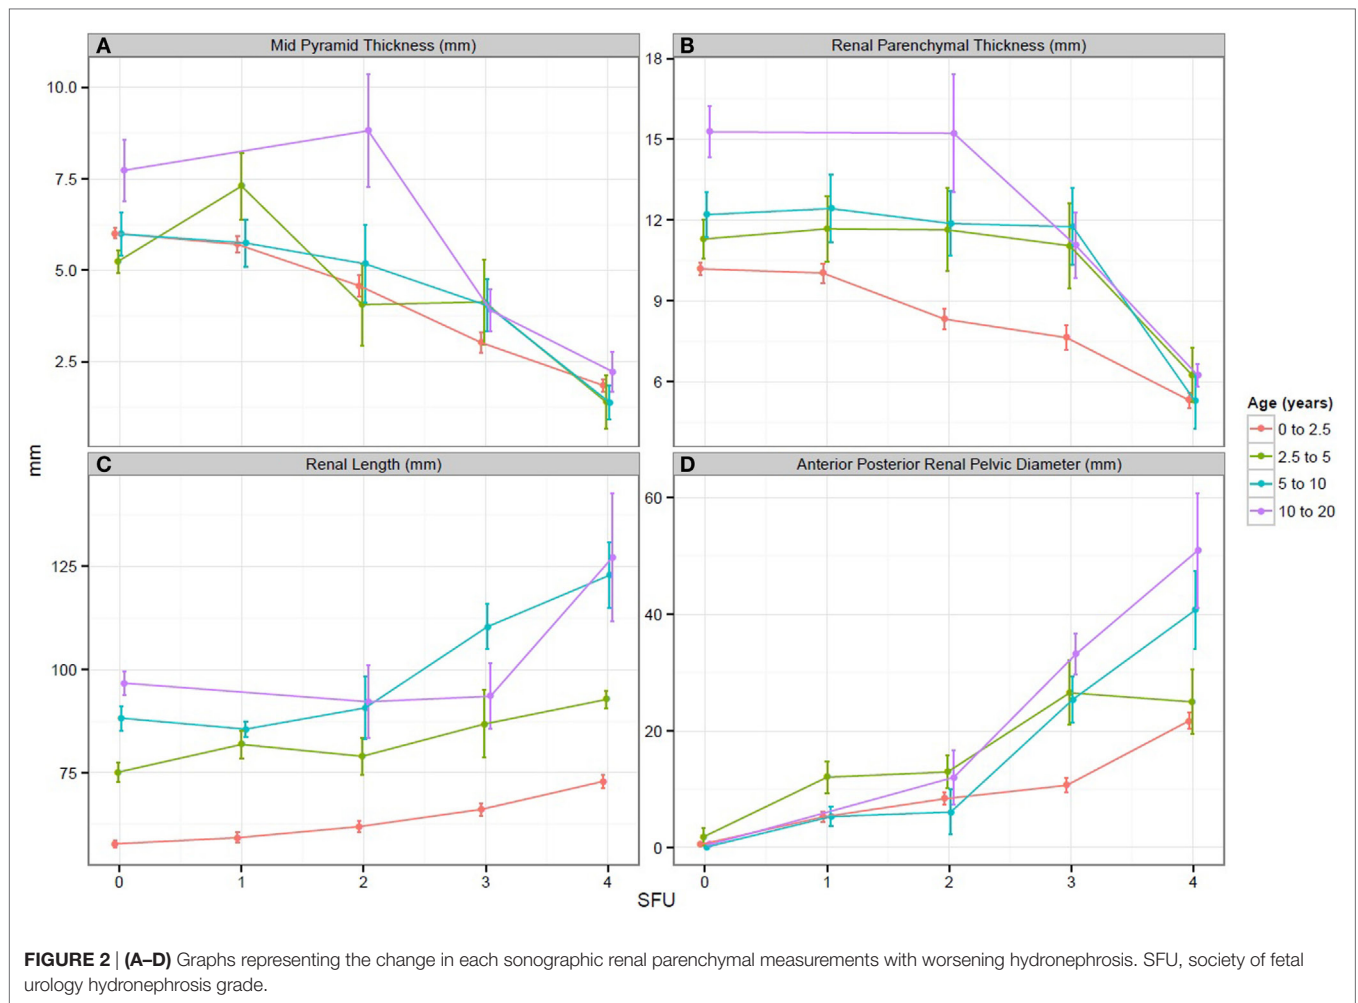 A Mid Pyramid Thickness (mm)
B Renal Parenchymal Thickness (mm)
10.0
7.5
5.0
2.5
18
15
12
9
6
mm
C Renal Length (mm)
D Anterior Posterior Renal Pelvic Diameter (mm)
125
100
75
60
40
20
0
0 1 2 3 4
0 1 2 3 4
SFU
Age (years)
0 to 2.5
2.5 to 5
5 to 10
10 to 20
FIGURE 2 | (A–D) Graphs representing the change in each sonographic renal parenchymal measurements with worsening hydronephrosis. SFU, society of fetal
urology hydronephrosis grade.